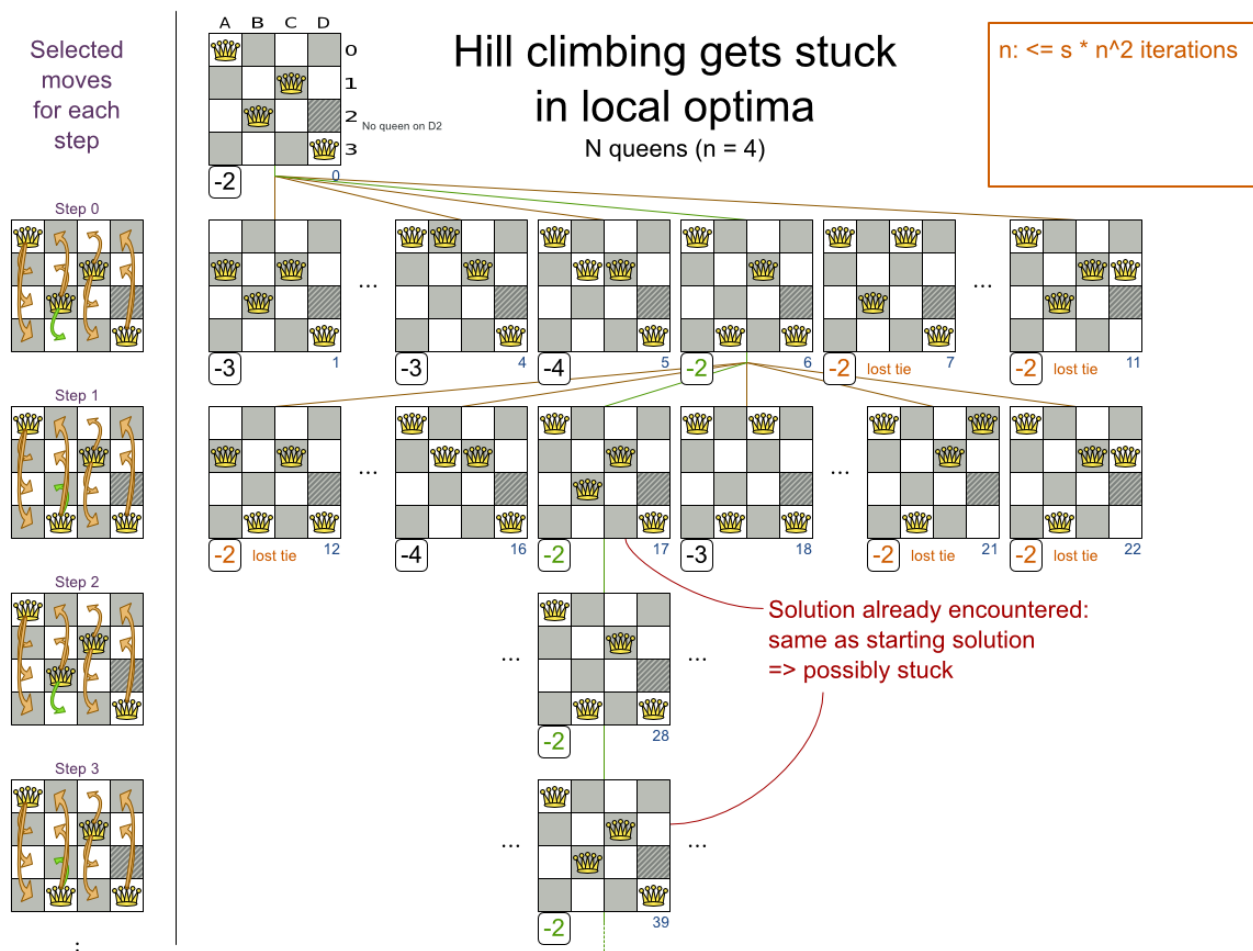 Selected
moves
for each
step
A B C D
0
1
2
3
No queen on D2
-2
0
Hill climbing gets stuck
in local optima
N queens (n = 4)
n: <= s * n^2 iterations
Step 0
...
...
-3
1
-3
4
-4
5
-2
6
-2 lost tie 7
-2 lost tie 11
Step 1
...
...
-2 lost tie 12
-4
16
-2
17
-3
18
-2 lost tie 21
-2 lost tie 22
Step 2
...
...
-2
28
Solution already encountered:
same as starting solution
=> possibly stuck
Step 3
...
...
-2
39
: